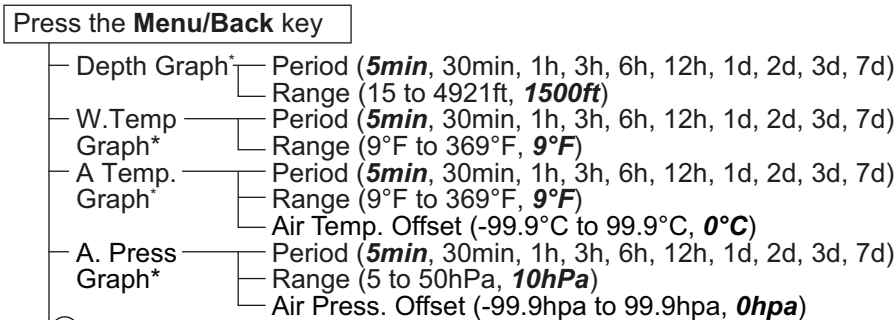 Press the Menu/Back key
Depth Graph* Period (5min, 30min, 1h, 3h, 6h, 12h, 1d, 2d, 3d, 7d)
Range (15 to 4921ft, 1500ft)
W.Temp Period (5min, 30min, 1h, 3h, 6h, 12h, 1d, 2d, 3d, 7d)
Graph* Range (9°F to 369°F, 9°F)
A Temp. Period (5min, 30min, 1h, 3h, 6h, 12h, 1d, 2d, 3d, 7d)
Graph* Range (9°F to 369°F, 9°F)
Air Temp. Offset (-99.9°C to 99.9°C, 0°C)
A. Press Period (5min, 30min, 1h, 3h, 6h, 12h, 1d, 2d, 3d, 7d)
Graph* Range (5 to 50hPa, 10hPa)
Air Press. Offset (-99.9hpa to 99.9hpa, 0hpa)